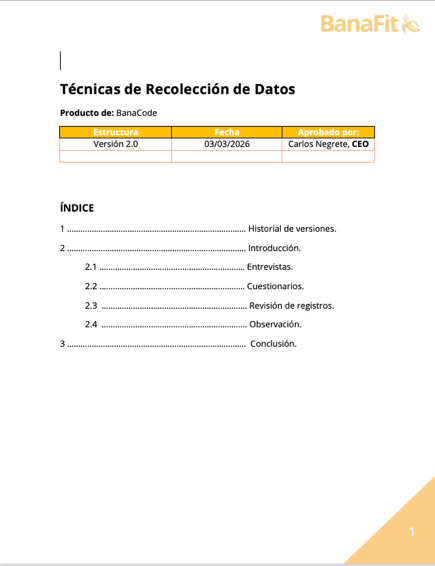 BanaFit
Técnicas de Recolección de Datos
Producto de: BanaCode
Estructura Fecha Aprobado por:
Versión 2.0 03/03/2026 Carlos Negrete, CEO
ÍNDICE
1 ................................................................................ Historial de versiones.
2 ................................................................................ Introducción.
2.1 ................................................................. Entrevistas.
2.2 ................................................................. Cuestionarios.
2.3 ................................................................. Revisión de registros.
2.4 ................................................................. Observación.
3 ................................................................................ Conclusión.
1